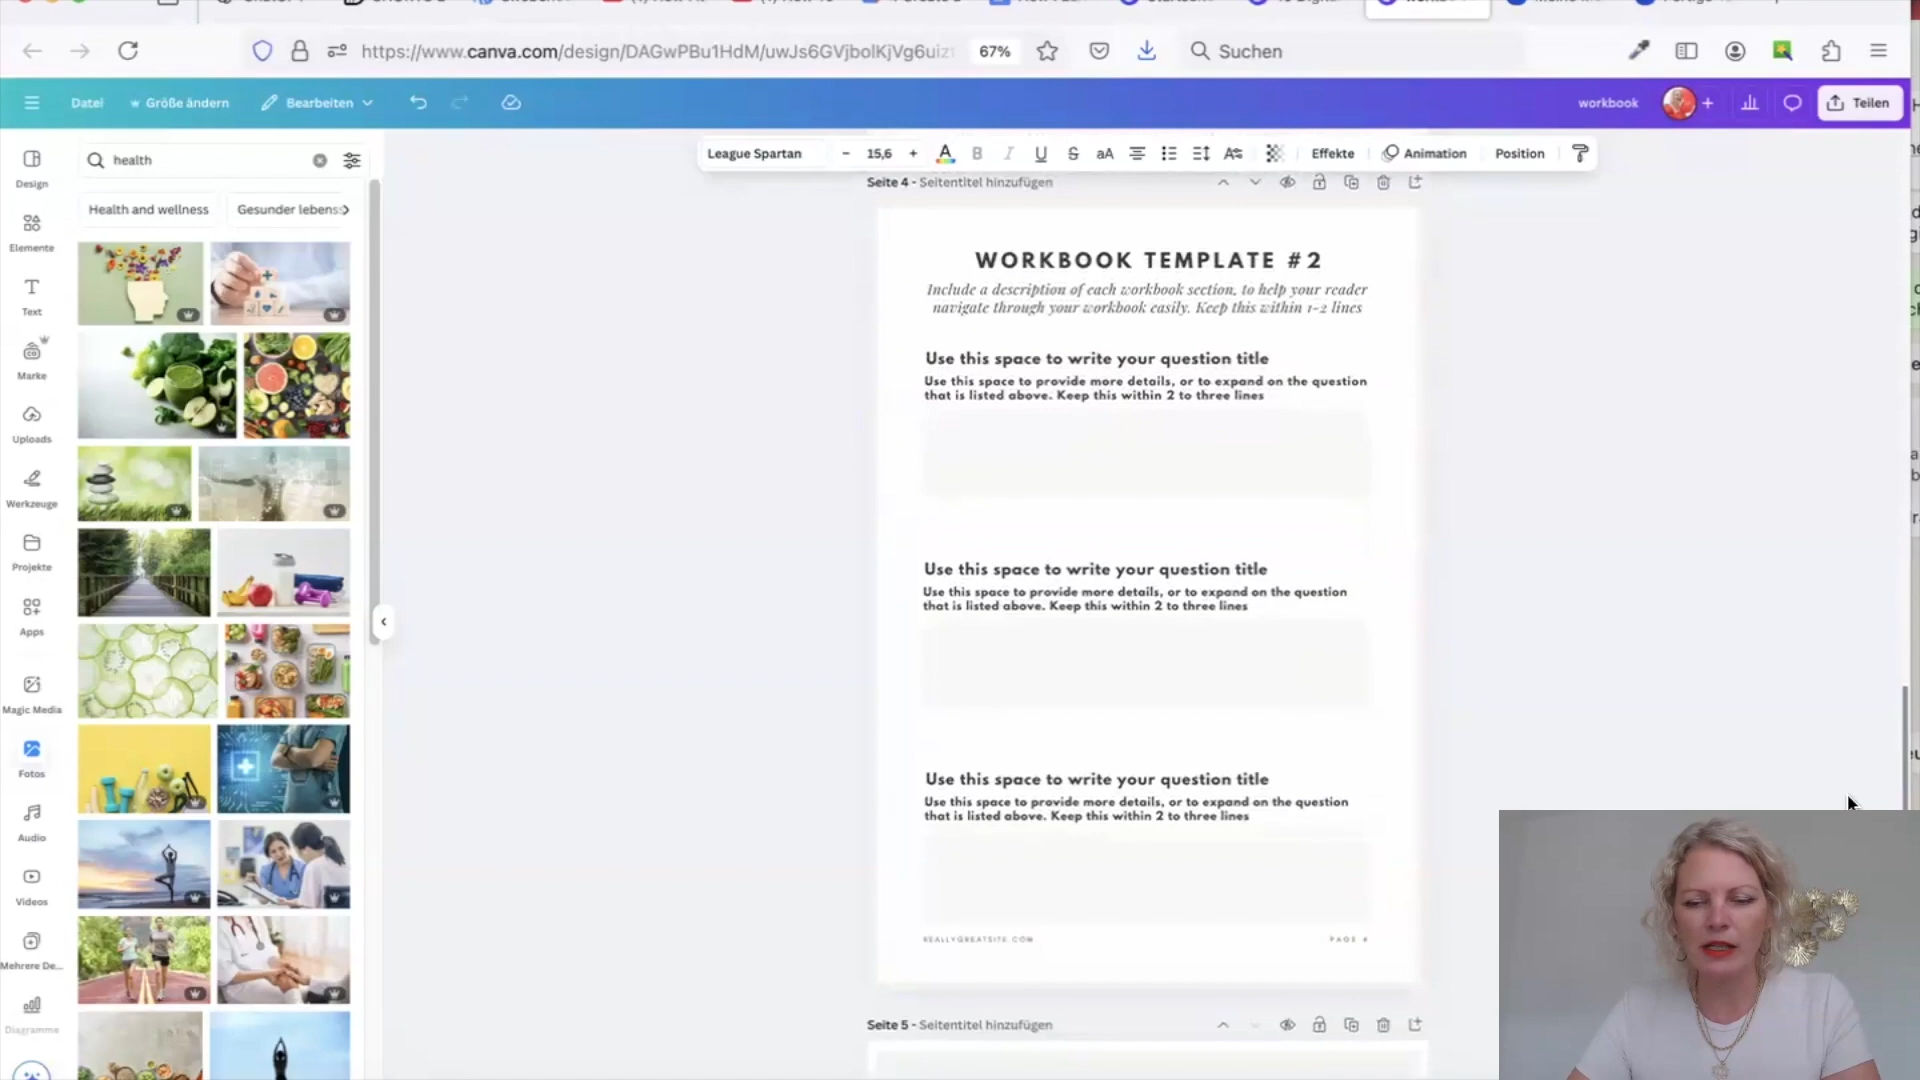 https://www.canva.com/design/DAGwPBu1HdM/uwJs6GVjbolKjVg6uiz
67%
Suchen
Datei
Größe ändern
Bearbeiten
workbook
Teilen
health
League Spartan
15,6
Effekte
Animation
Position
Health and wellness
Gesunder lebens
Design
Elemente
Text
Marke
Uploads
Werkzeuge
Projekte
Apps
Magic Media
Fotos
Audio
Videos
Mehrere De...
Diagramme
Seite 4 - Seitentitel hinzufügen
WORKBOOK TEMPLATE #2
Include a description of each workbook section, to help your reader
navigate through your workbook easily. Keep this within 1-2 lines
Use this space to write your question title
Use this space to provide more details, or to expand on the question
that is listed above. Keep this within 2 to three lines
Use this space to write your question title
Use this space to provide more details, or to expand on the question
that is listed above. Keep this within 2 to three lines
Use this space to write your question title
Use this space to provide more details, or to expand on the question
that is listed above. Keep this within 2 to three lines
REALLYGREATSITE.COM
PAGE #
Seite 5 - Seitentitel hinzufügen